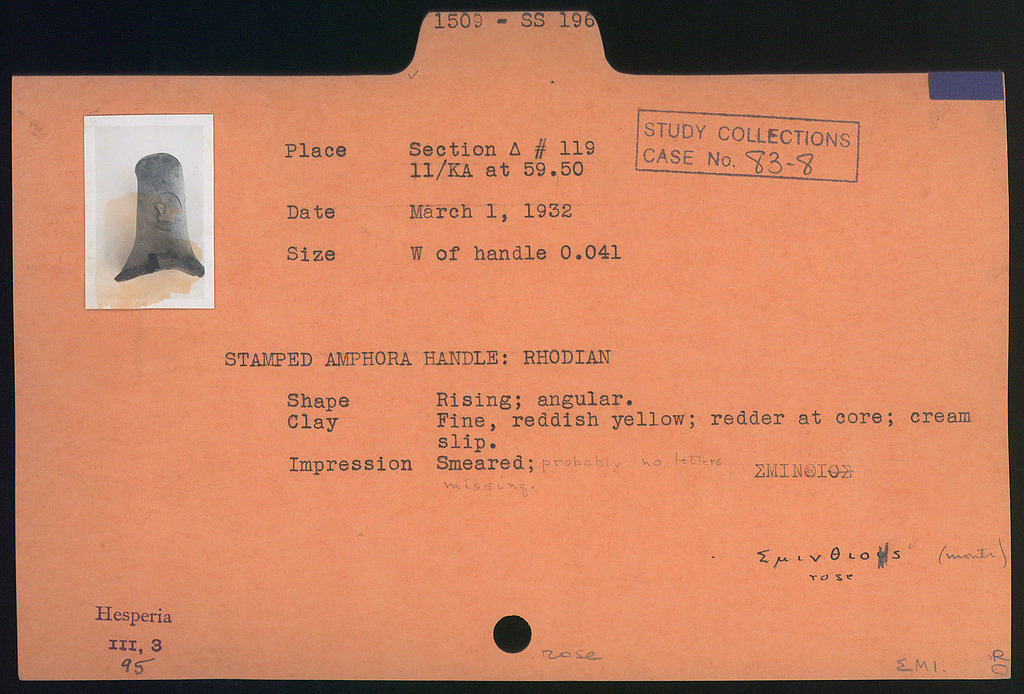 1509 - SS 196
STUDY COLLECTIONS
CASE No. 83-8
Place Section Δ # 119
11/KA at 59.50
Date March 1, 1932
Size W of handle 0.041
STAMPED AMPHORA HANDLE: RHODIAN
Shape Rising; angular.
Clay Fine, reddish yellow; redder at core; cream
slip.
Impression Smeared; probably no letters
missing.
ΣΜΙΝΘΙΟΣ
Σμινθιος (month)
rose
Hesperia
III, 3
95
rose
ΣΜΙ.